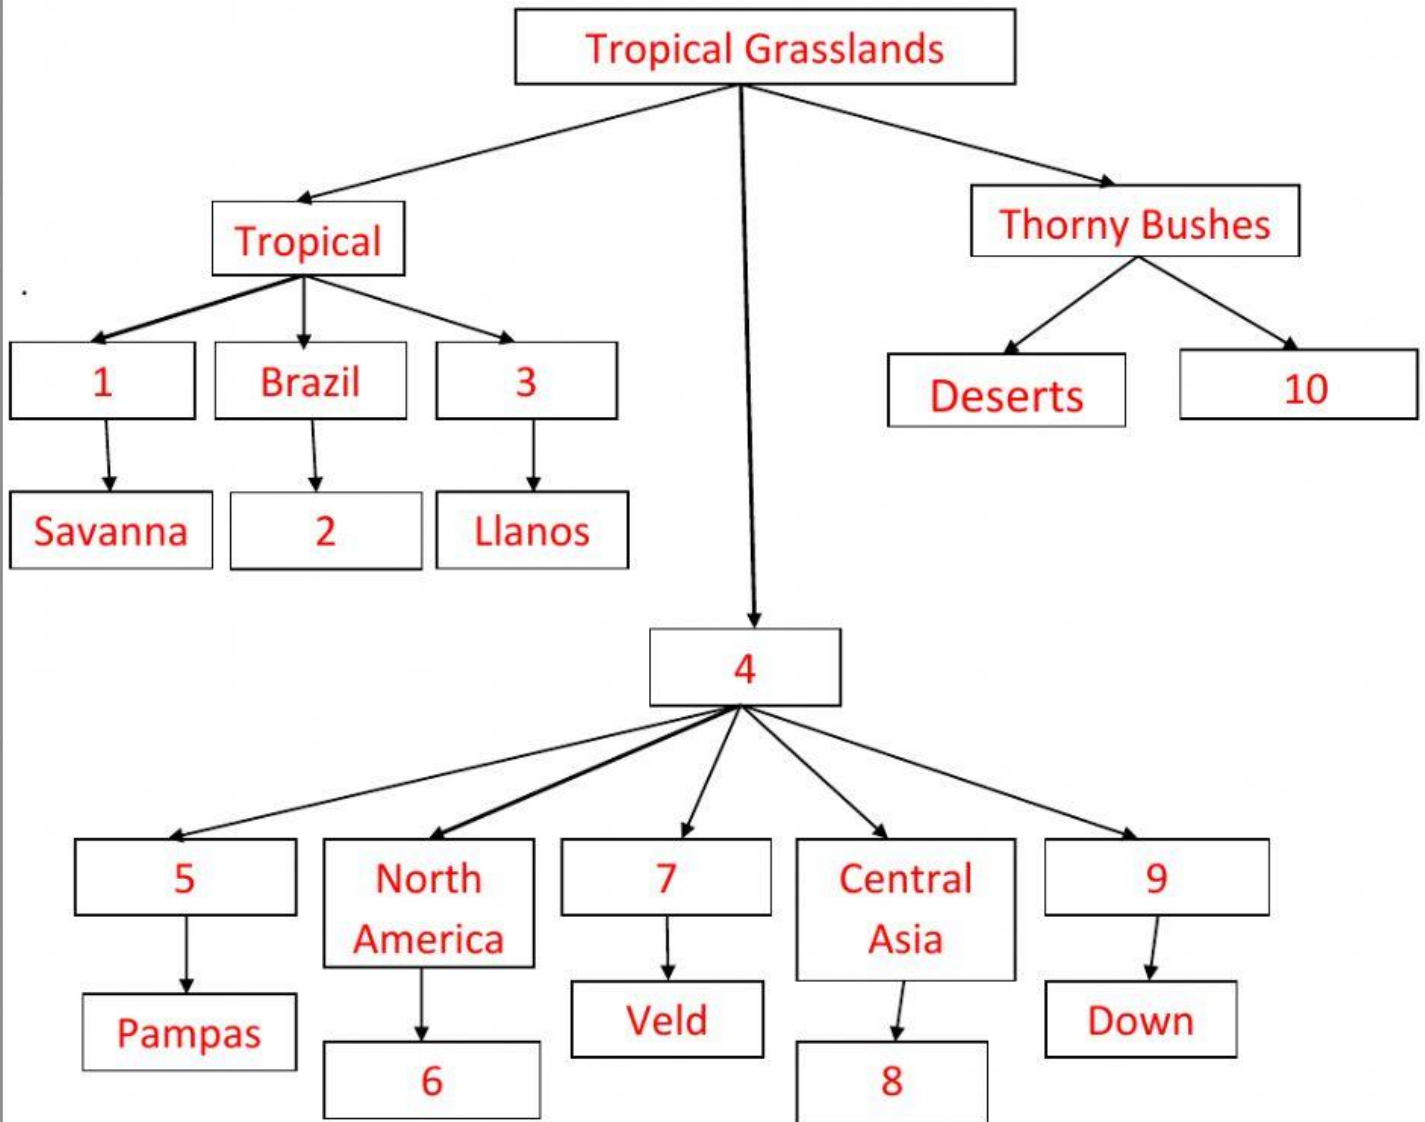 Tropical Grasslands
Tropical
Thorny Bushes
1
Brazil
3
Deserts
10
Savanna
2
Llanos
4
5
North
America
7
Central
Asia
9
Pampas
6
Veld
8
Down